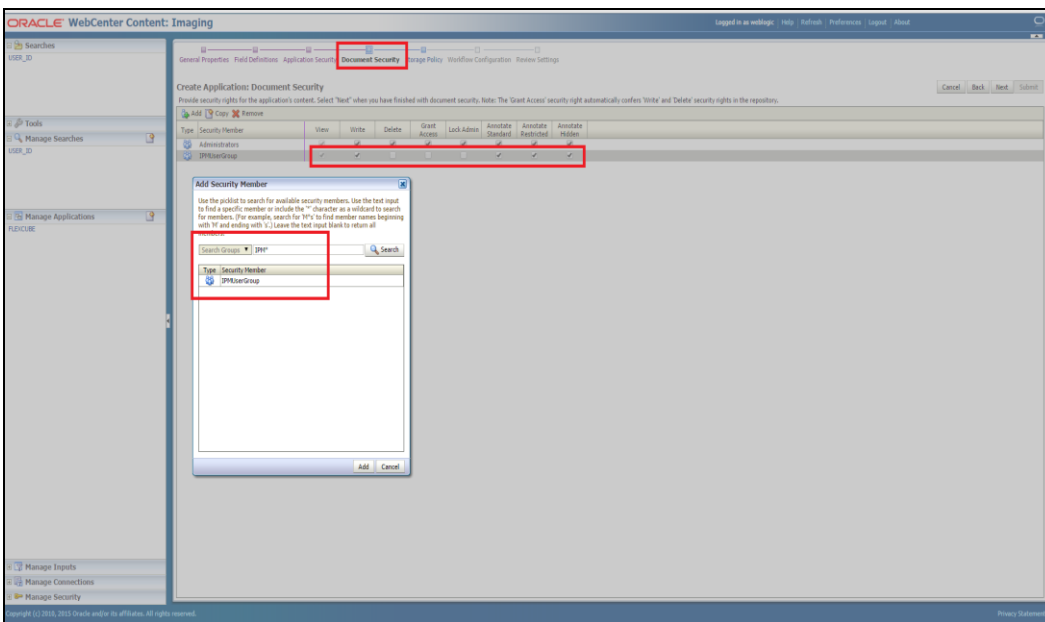 ORACLE WebCenter Content: Imaging
Logged in as weblogic Help Refresh Preferences Logout About
Searches
USER_ID
Tools
Manage Searches
USER_ID
Manage Applications
FLEXCUBE
Manage Inputs
Manage Connections
Manage Security
General Properties Field Definitions Application Security Document Security Storage Policy Workflow Configuration Review Settings
Create Application: Document Security
Cancel Back Next Submit
Provide security rights for the application's content. Select "Next" when you have finished with document security. Note: The 'Grant Access' security right automatically confers 'Write' and 'Delete' security rights in the repository.
Add Copy Remove
Type Security Member View Write Delete Grant Access Lock Admin Annotate Standard Annotate Restricted Annotate Hidden
Administrators
IPMUserGroup
Add Security Member
Use the picklist to search for available security members. Use the text input
to find a specific member or include the '*' character as a wildcard to search
for members. (For example, search for 'M*s' to find member names beginning
with 'M' and ending with 's'.) Leave the text input blank to return all
members.
Search Groups IPM* Search
Type Security Member
IPMUserGroup
Add Cancel
Copyright (c) 2010, 2015 Oracle and/or its affiliates. All rights reserved.
Privacy Statement